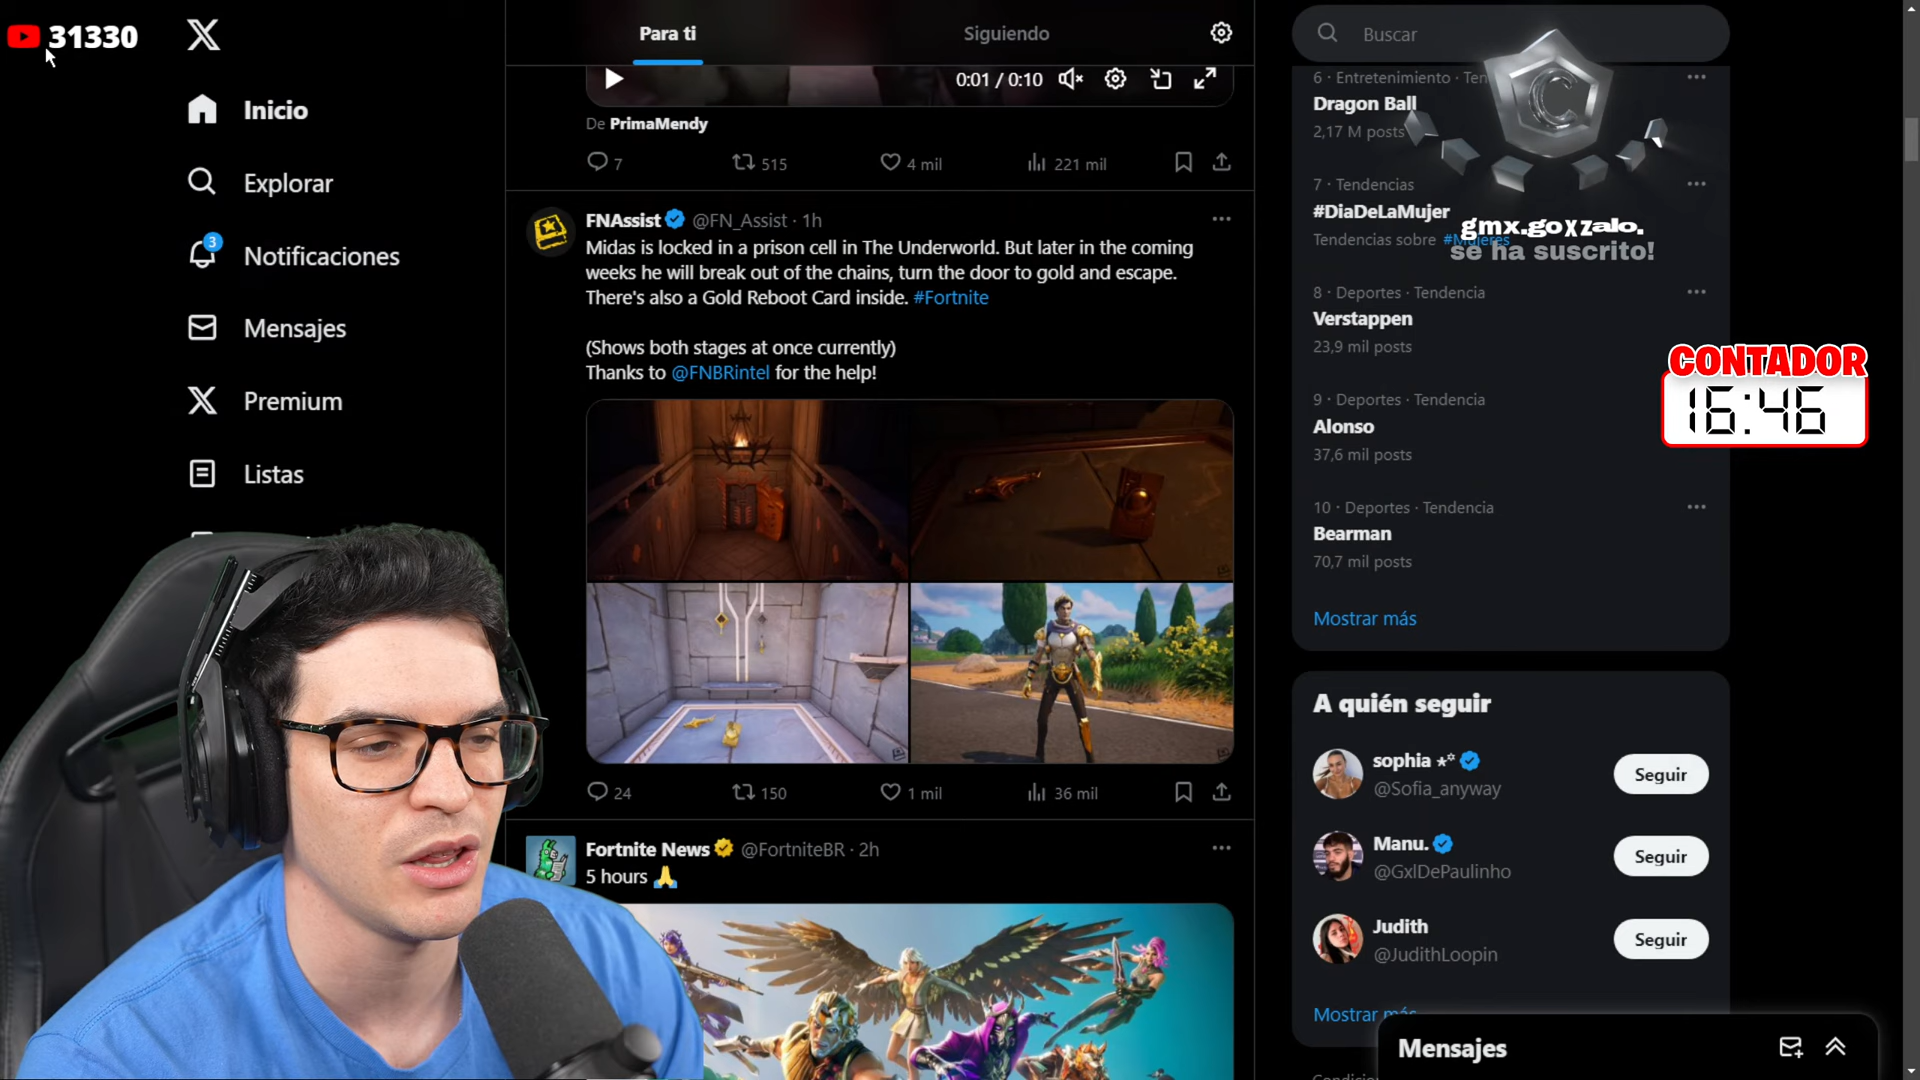 31330
Inicio
Explorar
3
Notificaciones
Mensajes
Premium
Listas
Para ti
Siguiendo
0:01 / 0:10
De PrimaMendy
7 515 4 mil 221 mil
FNAssist @FN_Assist · 1h
Midas is locked in a prison cell in The Underworld. But later in the coming
weeks he will break out of the chains, turn the door to gold and escape.
There's also a Gold Reboot Card inside. #Fortnite
(Shows both stages at once currently)
Thanks to @FNBRintel for the help!
24 150 1 mil 36 mil
Fortnite News @FortniteBR · 2h
5 hours 🙏
Buscar
6 · Entretenimiento · Ten
Dragon Ball
2,17 M posts
7 · Tendencias
#DiaDeLaMujer
Tendencias sobre #Mujeres
gmx.goxzalo.
se ha suscrito!
8 · Deportes · Tendencia
Verstappen
23,9 mil posts
CONTADOR
16:46
9 · Deportes · Tendencia
Alonso
37,6 mil posts
10 · Deportes · Tendencia
Bearman
70,7 mil posts
Mostrar más
A quién seguir
sophia ⋆*
@Sofia_anyway
Seguir
Manu.
@GxlDePaulinho
Seguir
Judith
@JudithLoopin
Seguir
Mostrar más
Mensajes